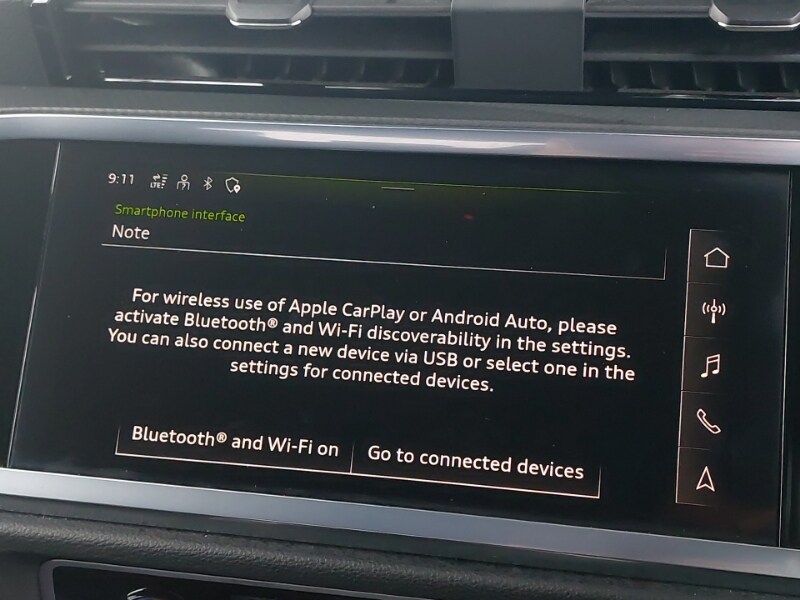 9:11 LTE
Smartphone interface
Note
For wireless use of Apple CarPlay or Android Auto, please
activate Bluetooth® and Wi-Fi discoverability in the settings.
You can also connect a new device via USB or select one in the
settings for connected devices.
Bluetooth® and Wi-Fi on
Go to connected devices